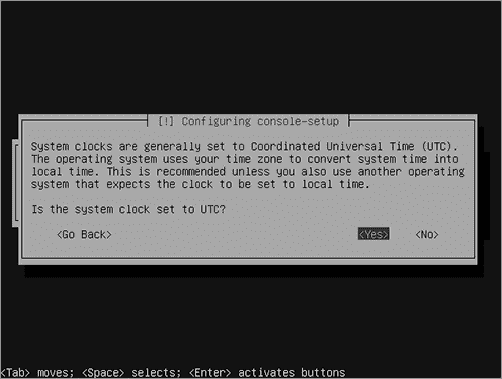 [!] Configuring console-setup
System clocks are generally set to Coordinated Universal Time (UTC).
The operating system uses your time zone to convert system time into
local time. This is recommended unless you also use another operating
system that expects the clock to be set to local time.
Is the system clock set to UTC?
<Go Back> <Yes> <No>
<Tab> moves; <Space> selects; <Enter> activates buttons